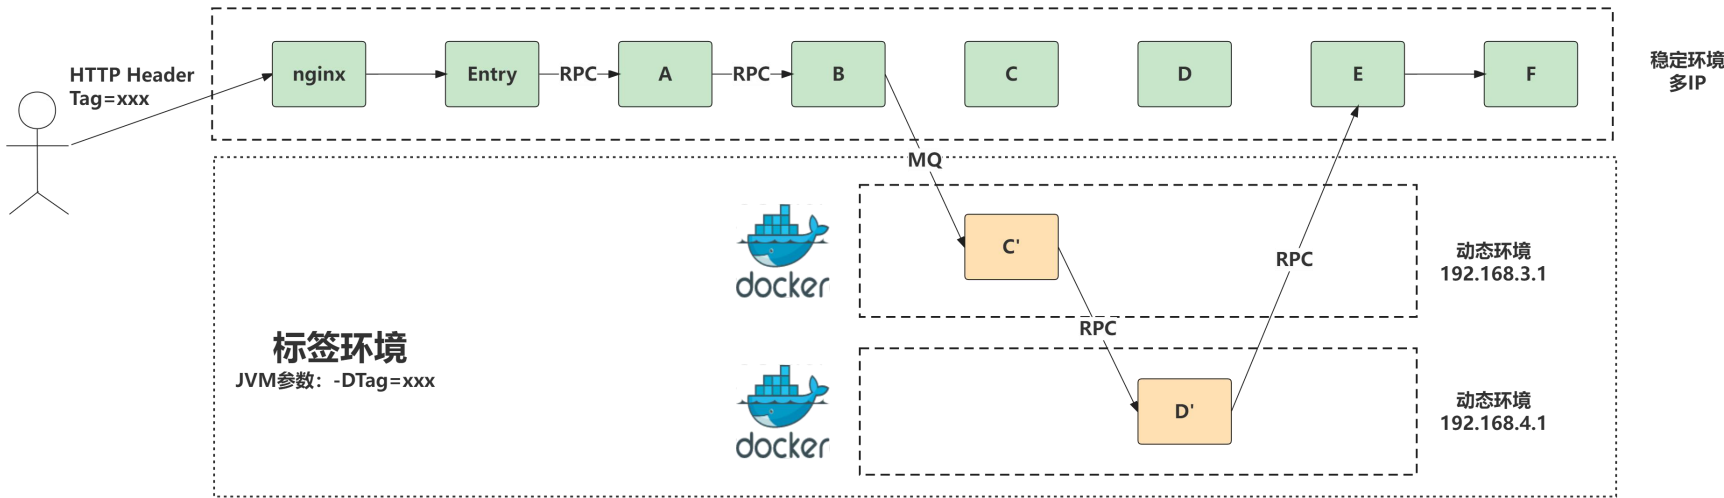 HTTP Header
Tag=xxx
nginx
Entry
RPC
A
RPC
B
C
D
E
F
稳定环境
多IP
MQ
docker
C'
RPC
动态环境
192.168.3.1
RPC
标签环境
JVM参数：-DTag=xxx
docker
D'
动态环境
192.168.4.1